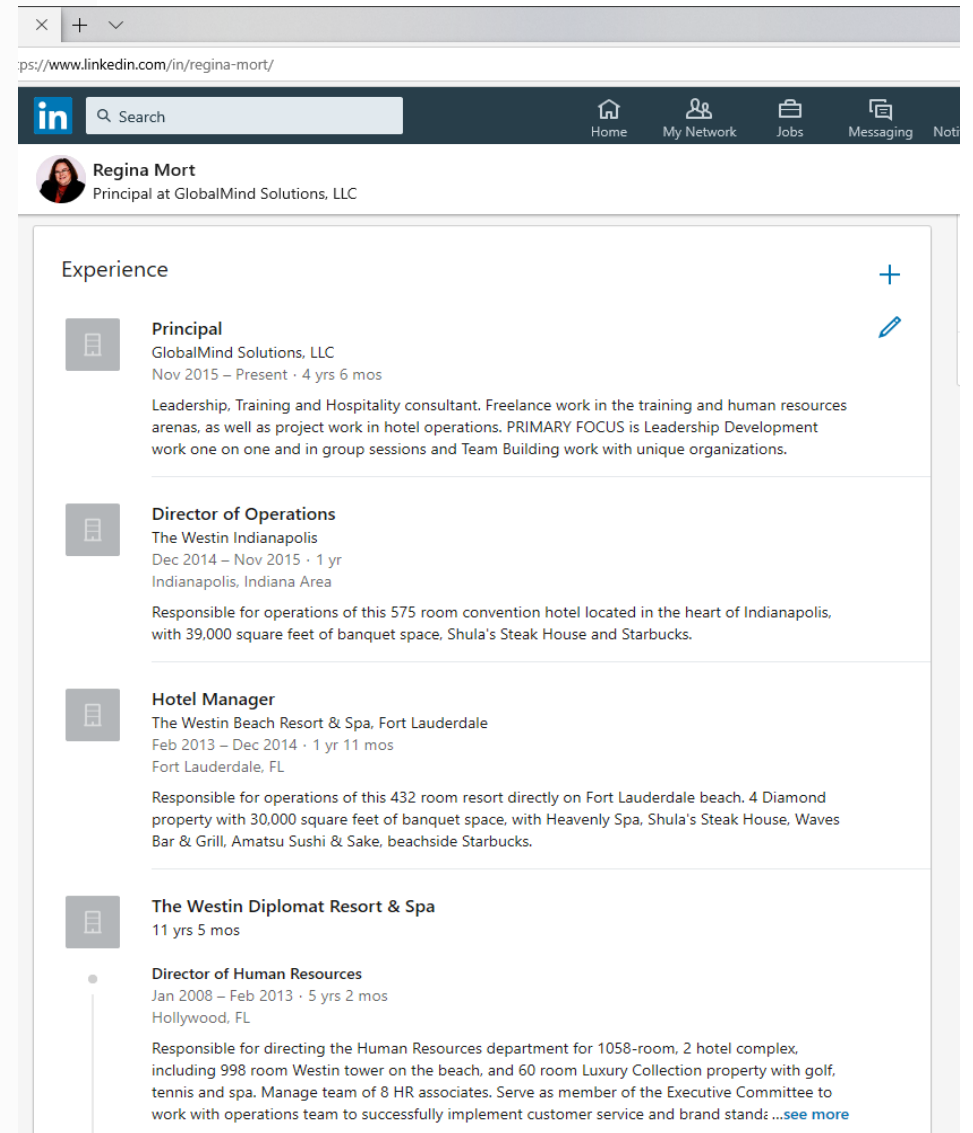 ps://www.linkedin.com/in/regina-mort/
in
Search
Home
My Network
Jobs
Messaging
Noti
Regina Mort
Principal at GlobalMind Solutions, LLC
Experience
Principal
GlobalMind Solutions, LLC
Nov 2015 – Present · 4 yrs 6 mos
Leadership, Training and Hospitality consultant. Freelance work in the training and human resources
arenas, as well as project work in hotel operations. PRIMARY FOCUS is Leadership Development
work one on one and in group sessions and Team Building work with unique organizations.
Director of Operations
The Westin Indianapolis
Dec 2014 – Nov 2015 · 1 yr
Indianapolis, Indiana Area
Responsible for operations of this 575 room convention hotel located in the heart of Indianapolis,
with 39,000 square feet of banquet space, Shula's Steak House and Starbucks.
Hotel Manager
The Westin Beach Resort & Spa, Fort Lauderdale
Feb 2013 – Dec 2014 · 1 yr 11 mos
Fort Lauderdale, FL
Responsible for operations of this 432 room resort directly on Fort Lauderdale beach. 4 Diamond
property with 30,000 square feet of banquet space, with Heavenly Spa, Shula's Steak House, Waves
Bar & Grill, Amatsu Sushi & Sake, beachside Starbucks.
The Westin Diplomat Resort & Spa
11 yrs 5 mos
Director of Human Resources
Jan 2008 – Feb 2013 · 5 yrs 2 mos
Hollywood, FL
Responsible for directing the Human Resources department for 1058-room, 2 hotel complex,
including 998 room Westin tower on the beach, and 60 room Luxury Collection property with golf,
tennis and spa. Manage team of 8 HR associates. Serve as member of the Executive Committee to
work with operations team to successfully implement customer service and brand standa ...see more